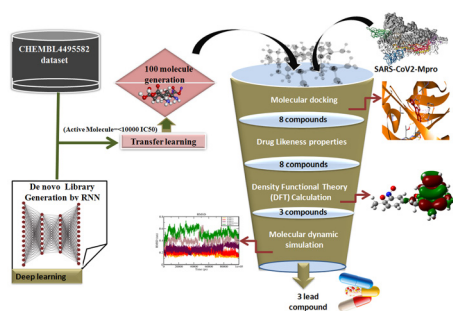 CHEMBL4495582
dataset
100 molecule
generation
SARS-CoV2-Mpro
Molecular docking
8 compounds
(Active Molecule=<10000 IC50)
Transfer learning
Drug Likeness properties
8 compounds
De novo Library
Generation by RNN
Density Functional Theory
(DFT) Calculation
3 compounds
Molecular dynamic
simulation
Deep learning
3 lead
compound